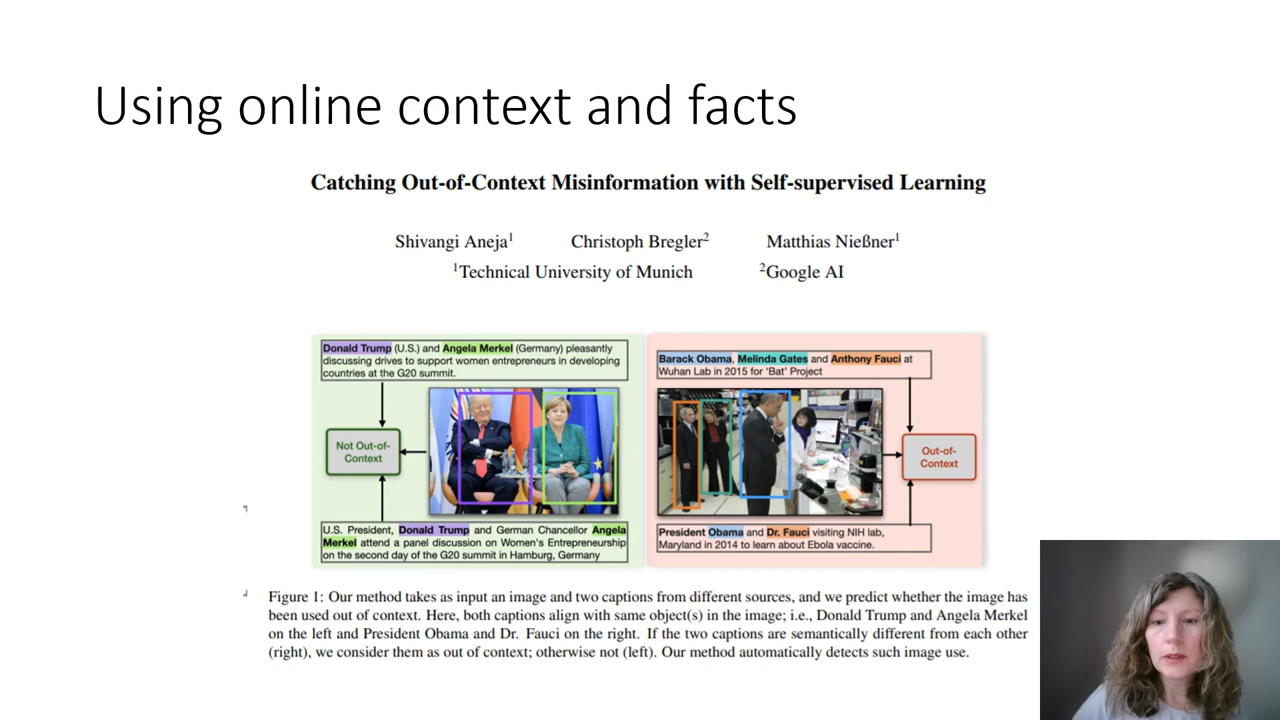 Using online context and facts
Catching Out-of-Context Misinformation with Self-supervised Learning
Shivangi Aneja1 Christoph Bregler2 Matthias Nießner1
1Technical University of Munich 2Google AI
Donald Trump (U.S.) and Angela Merkel (Germany) pleasantly
discussing drives to support women entrepreneurs in developing
countries at the G20 summit.
Not Out-of-
Context
U.S. President, Donald Trump and German Chancellor Angela
Merkel attend a panel discussion on Women's Entrepreneurship
on the second day of the G20 summit in Hamburg, Germany
Barack Obama, Melinda Gates and Anthony Fauci at
Wuhan Lab in 2015 for 'Bat' Project
Out-of-
Context
President Obama and Dr. Fauci visiting NIH lab,
Maryland in 2014 to learn about Ebola vaccine.
Figure 1: Our method takes as input an image and two captions from different sources, and we predict whether the image has
been used out of context. Here, both captions align with same object(s) in the image; i.e., Donald Trump and Angela Merkel
on the left and President Obama and Dr. Fauci on the right. If the two captions are semantically different from each other
(right), we consider them as out of context; otherwise not (left). Our method automatically detects such image use.